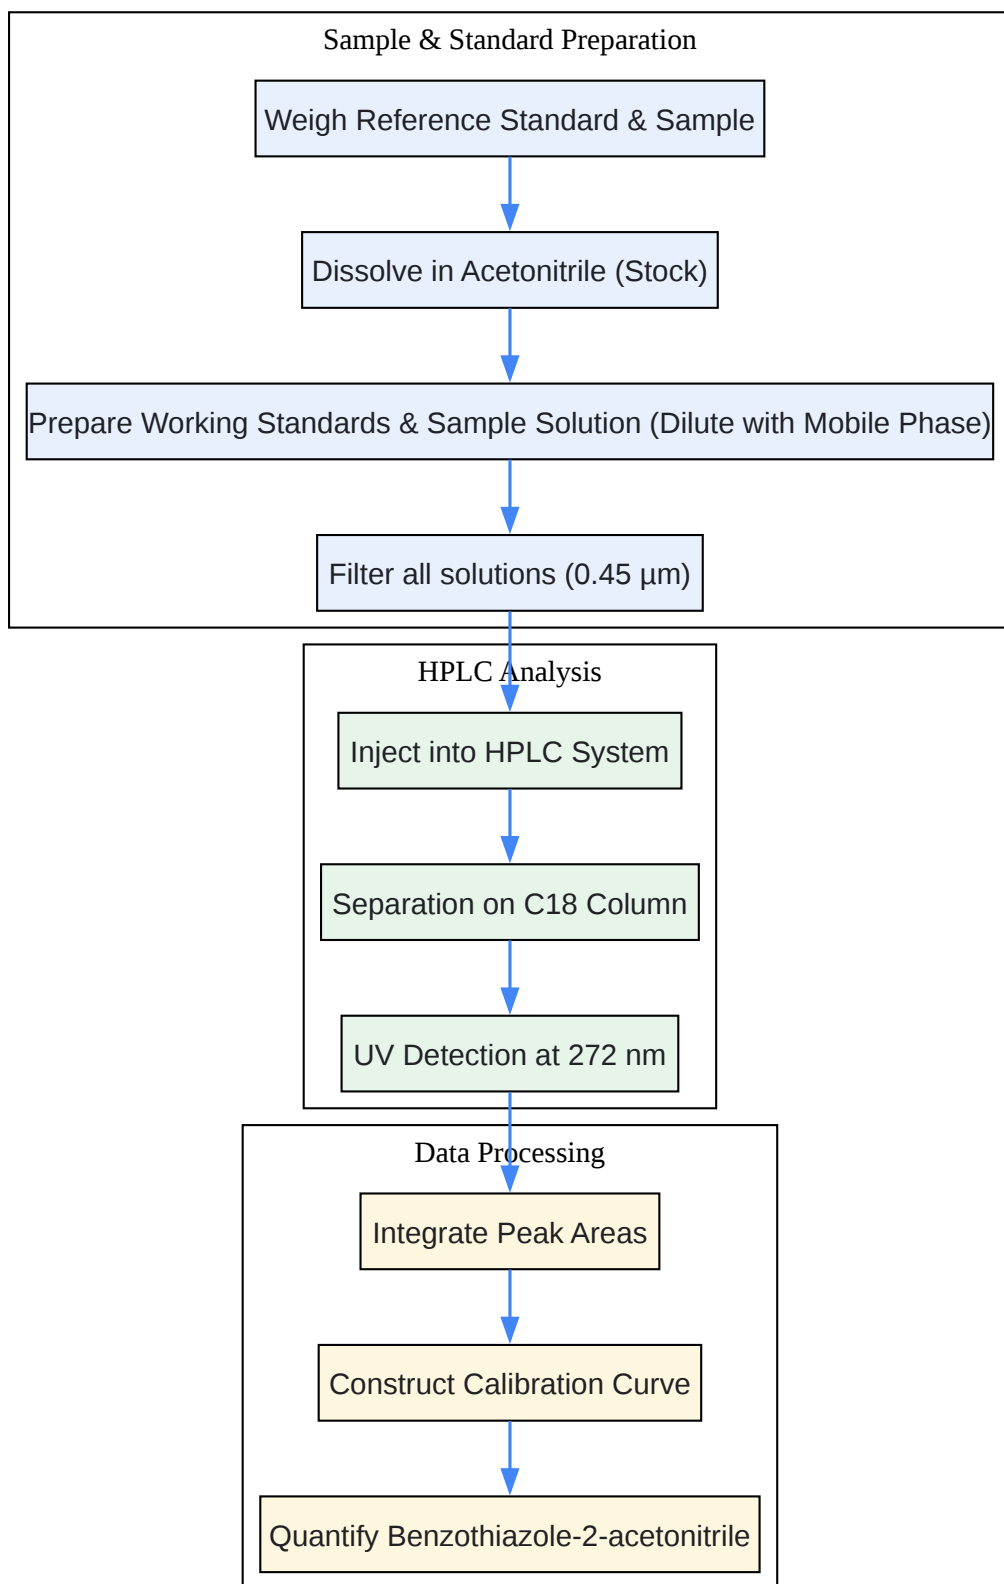 Sample & Standard Preparation
Weigh Reference Standard & Sample
Dissolve in Acetonitrile (Stock)
Prepare Working Standards & Sample Solution (Dilute with Mobile Phase)
Filter all solutions (0.45 µm)
HPLC Analysis
Inject into HPLC System
Separation on C18 Column
UV Detection at 272 nm
Data Processing
Integrate Peak Areas
Construct Calibration Curve
Quantify Benzothiazole-2-acetonitrile